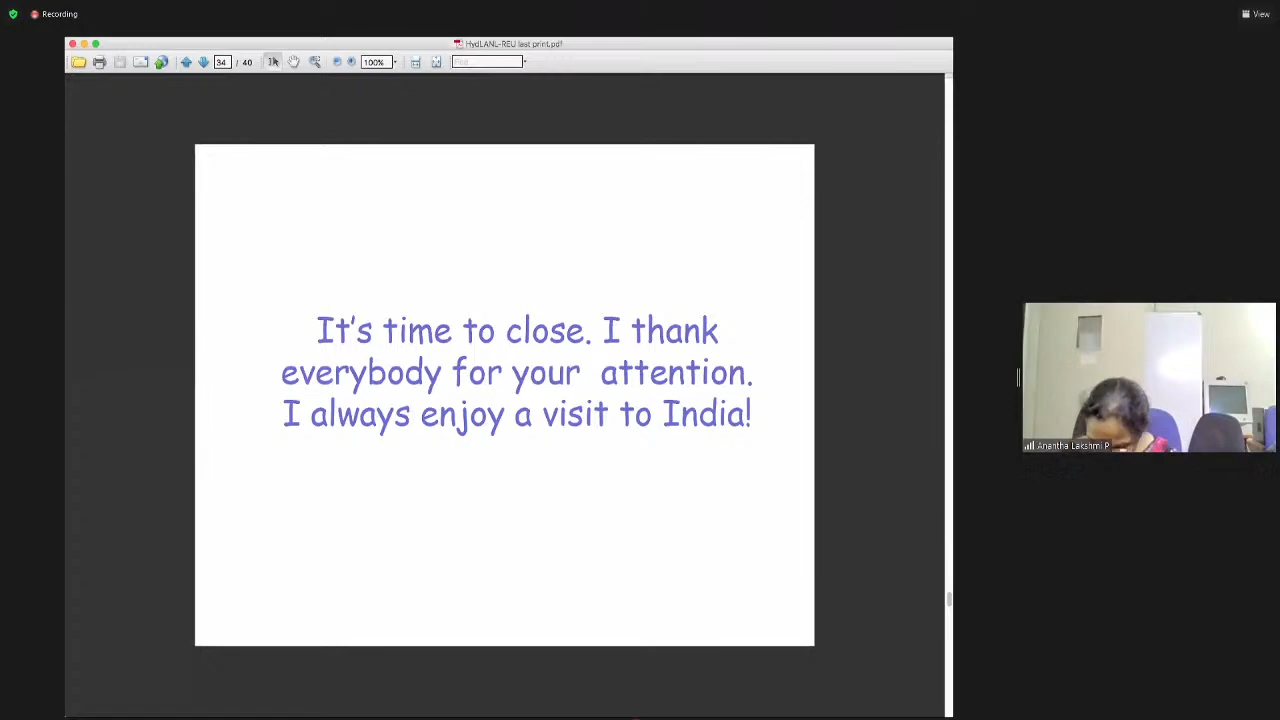 Recording
View
HydLANL-REU last print.pdf
34 / 40
100%
Find
It's time to close. I thank
everybody for your attention.
I always enjoy a visit to India!
Anantha Lakshmi P